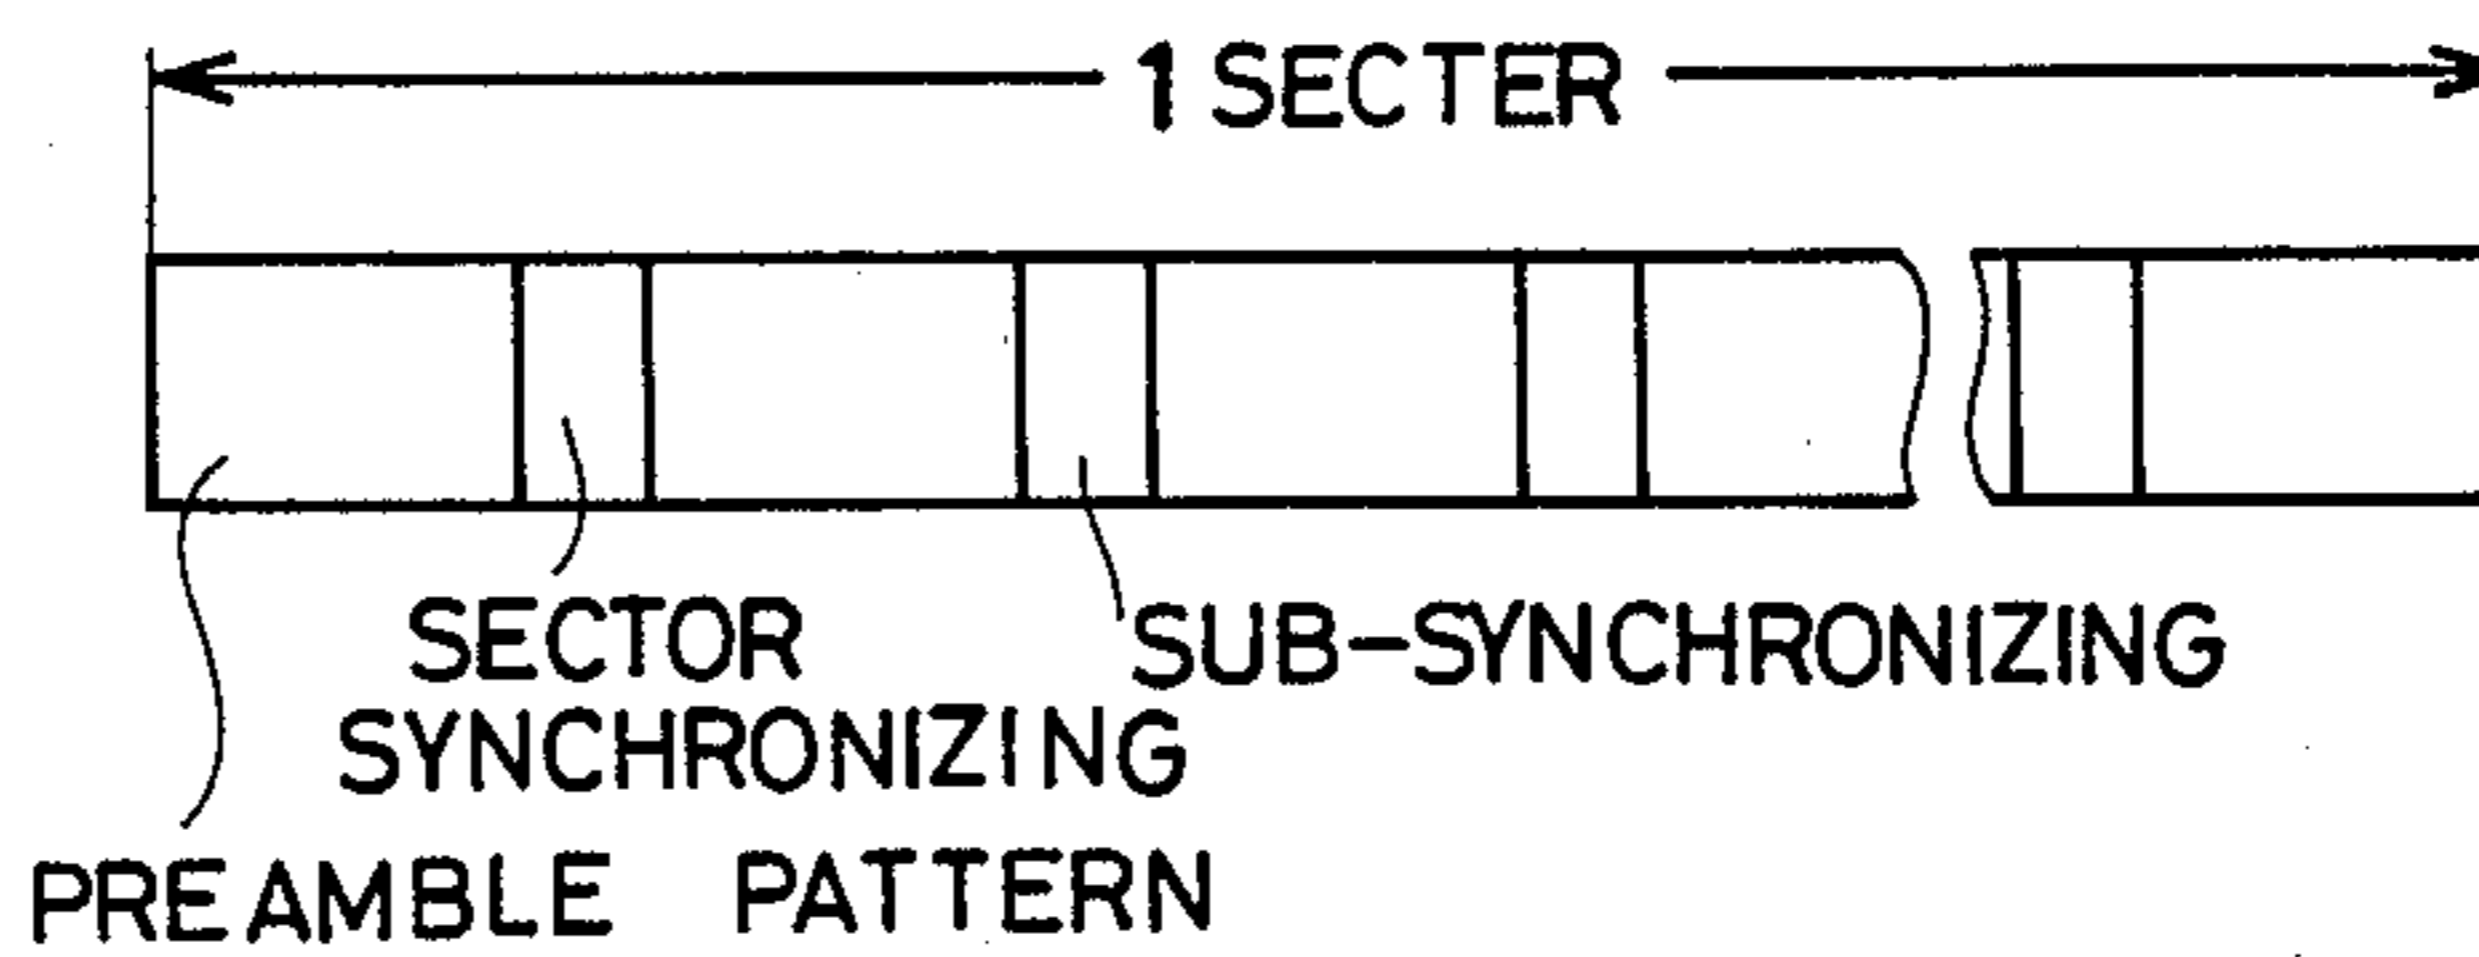 1 SECTER
SECTOR
SYNCHRONIZING
SUB-SYNCHRONIZING
PREAMBLE PATTERN